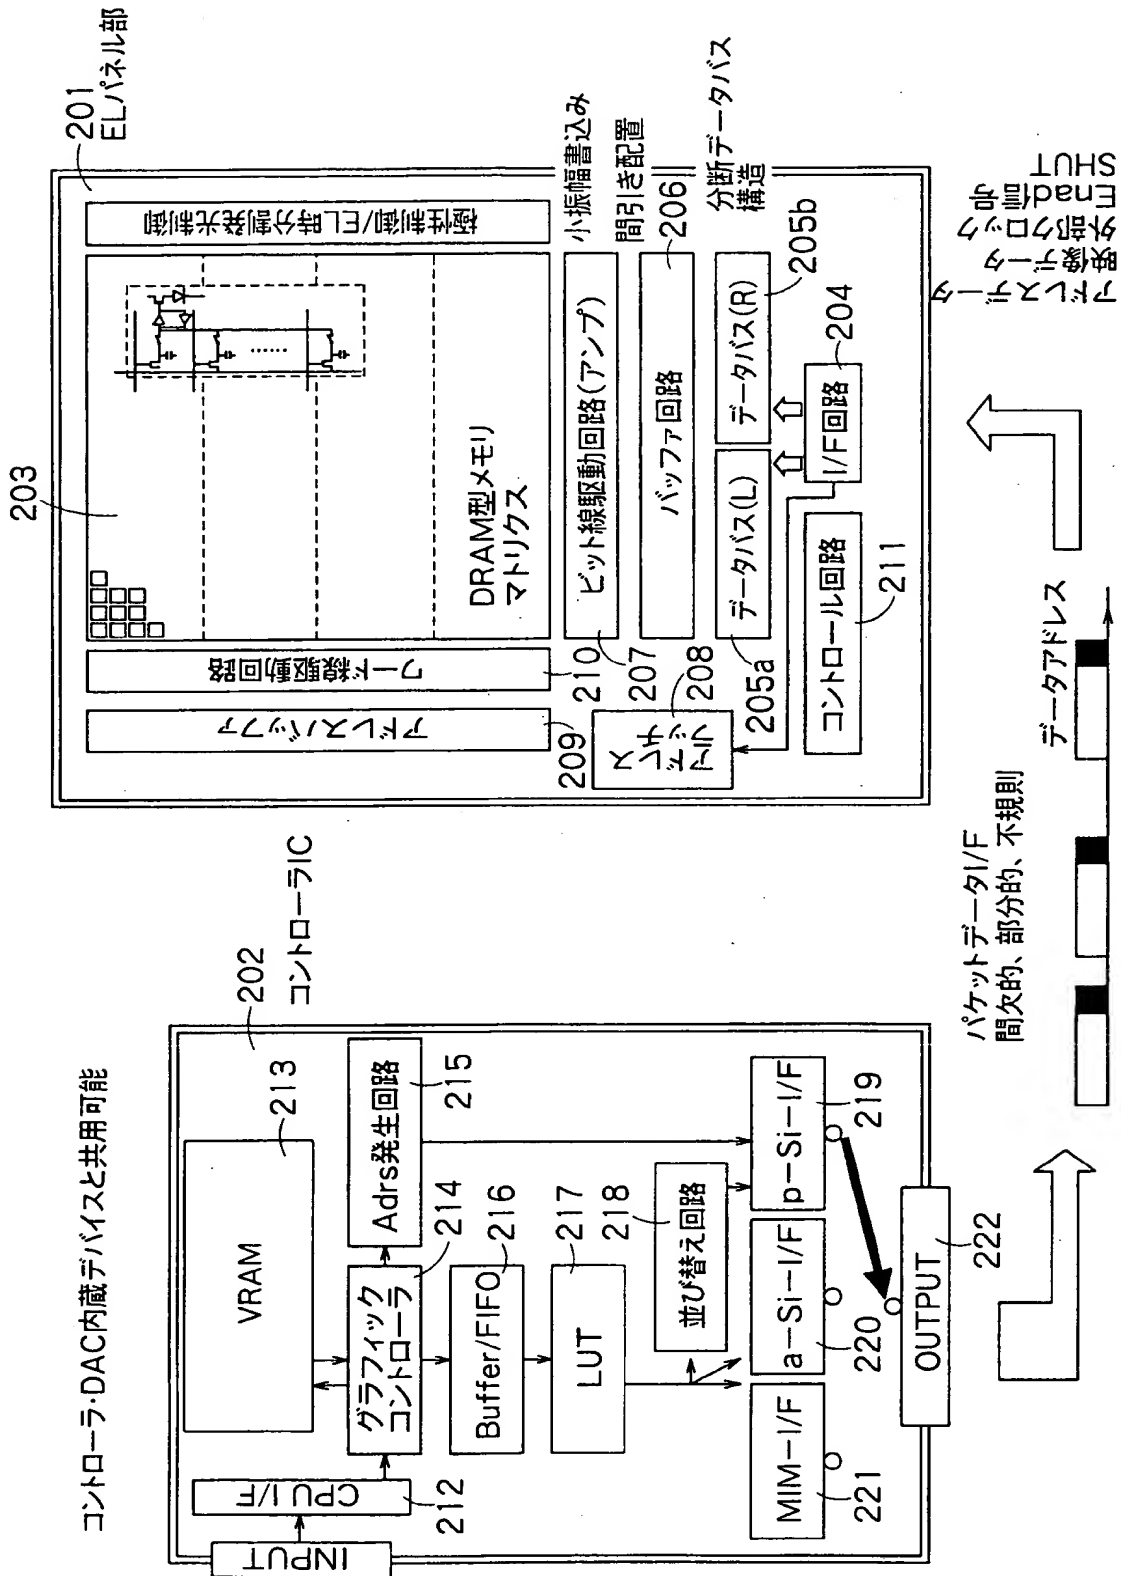 コントローラ・DAC内蔵デバイスと共用可能
202
コントローラIC
INPUT
CPU I/F
212
VRAM
213
グラフィック
コントローラ
214
Adrs発生回路
215
Buffer/FIFO
216
LUT
217
並び替え回路
218
MIM-I/F
221
a-Si-I/F
220
p-Si-I/F
219
OUTPUT
222
パケットデータI/F
間欠的、部分的、不規則
データ
アドレス
201
ELパネル部
203
アドレスバッファ
209
ワード線駆動回路
210
DRAM型メモリ
マトリクス
極性制御/EL時分割発光制御
ビット線駆動回路(アンプ)
207
小振幅書込み
バッファ回路
206
間引き配置
アドレス
ラッチ
208
データバス(L)
205a
データバス(R)
205b
分断データバス
構造
I/F回路
204
コントロール回路
211
アドレスデータ
映像データ
外部クロック
Enad信号
SHUT